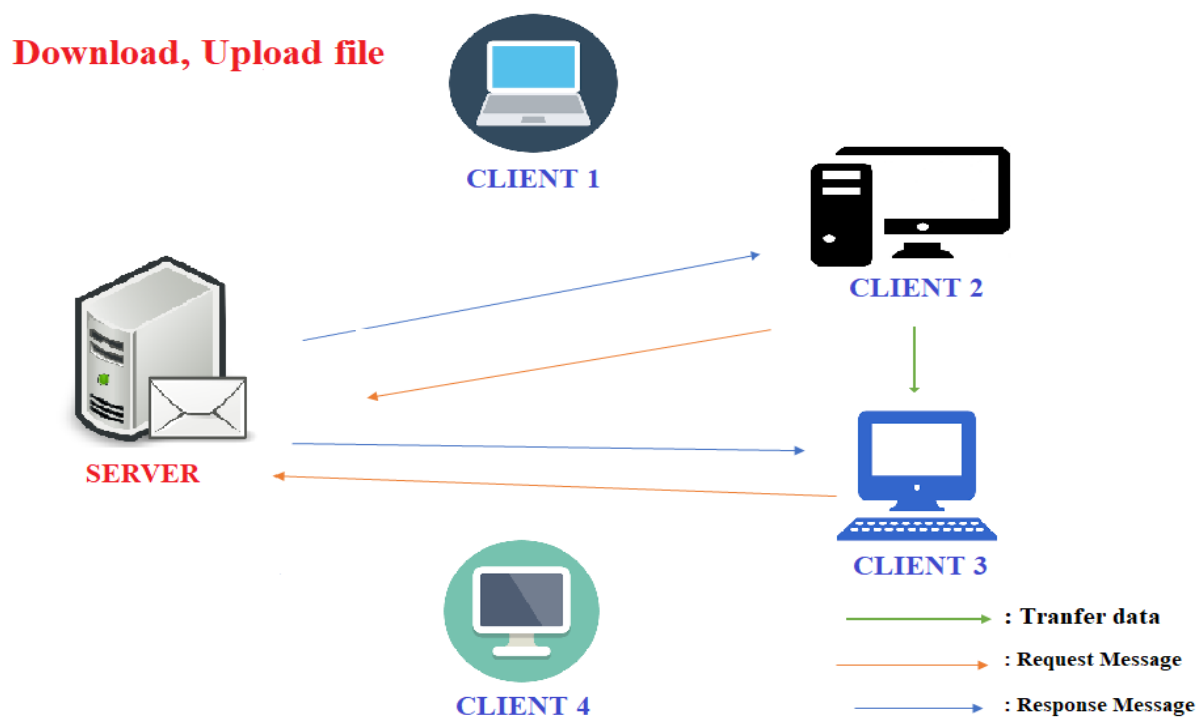 Download, Upload file
CLIENT 1
CLIENT 2
SERVER
CLIENT 3
CLIENT 4
: Tranfer data
: Request Message
: Response Message